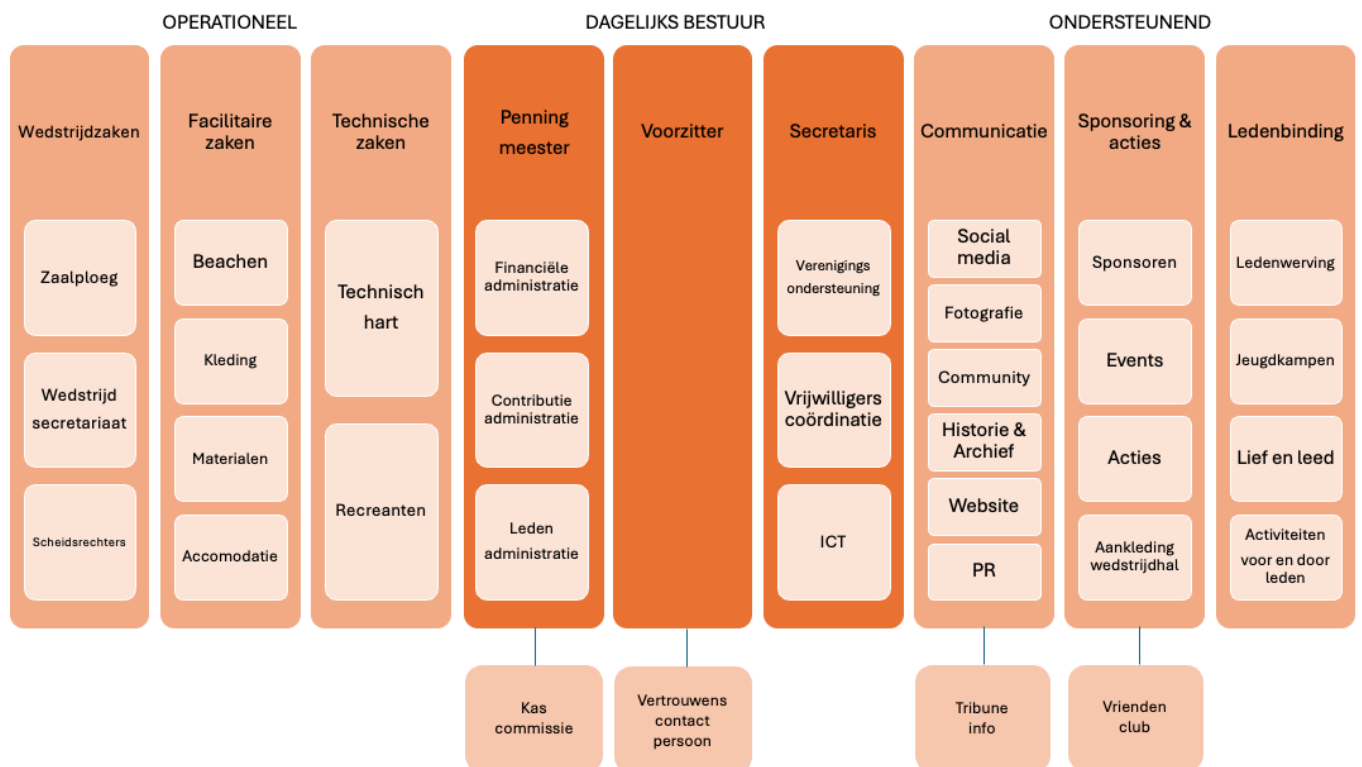 OPERATIONEEL
DAGELIJKS BESTUUR
ONDERSTEUNEND
Wedstrijdzaken
Zaalploeg
Wedstrijd
secretariaat
Scheidsrechters
Facilitaire
zaken
Beachen
Kleding
Materialen
Accomodatie
Technische
zaken
Technisch
hart
Recreanten
Penning
meester
Financiële
administratie
Contributie
administratie
Leden
administratie
Kas
commissie
Voorzitter
Vertrouwens
contact
persoon
Secretaris
Verenigings
ondersteuning
Vrijwilligers
coördinatie
ICT
Communicatie
Social
media
Fotografie
Community
Historie &
Archief
Website
PR
Tribune
info
Sponsoring &
acties
Sponsoren
Events
Acties
Aankleding
wedstrijdhal
Vrienden
club
Ledenbinding
Ledenwerving
Jeugdkampen
Lief en leed
Activiteiten
voor en door
leden